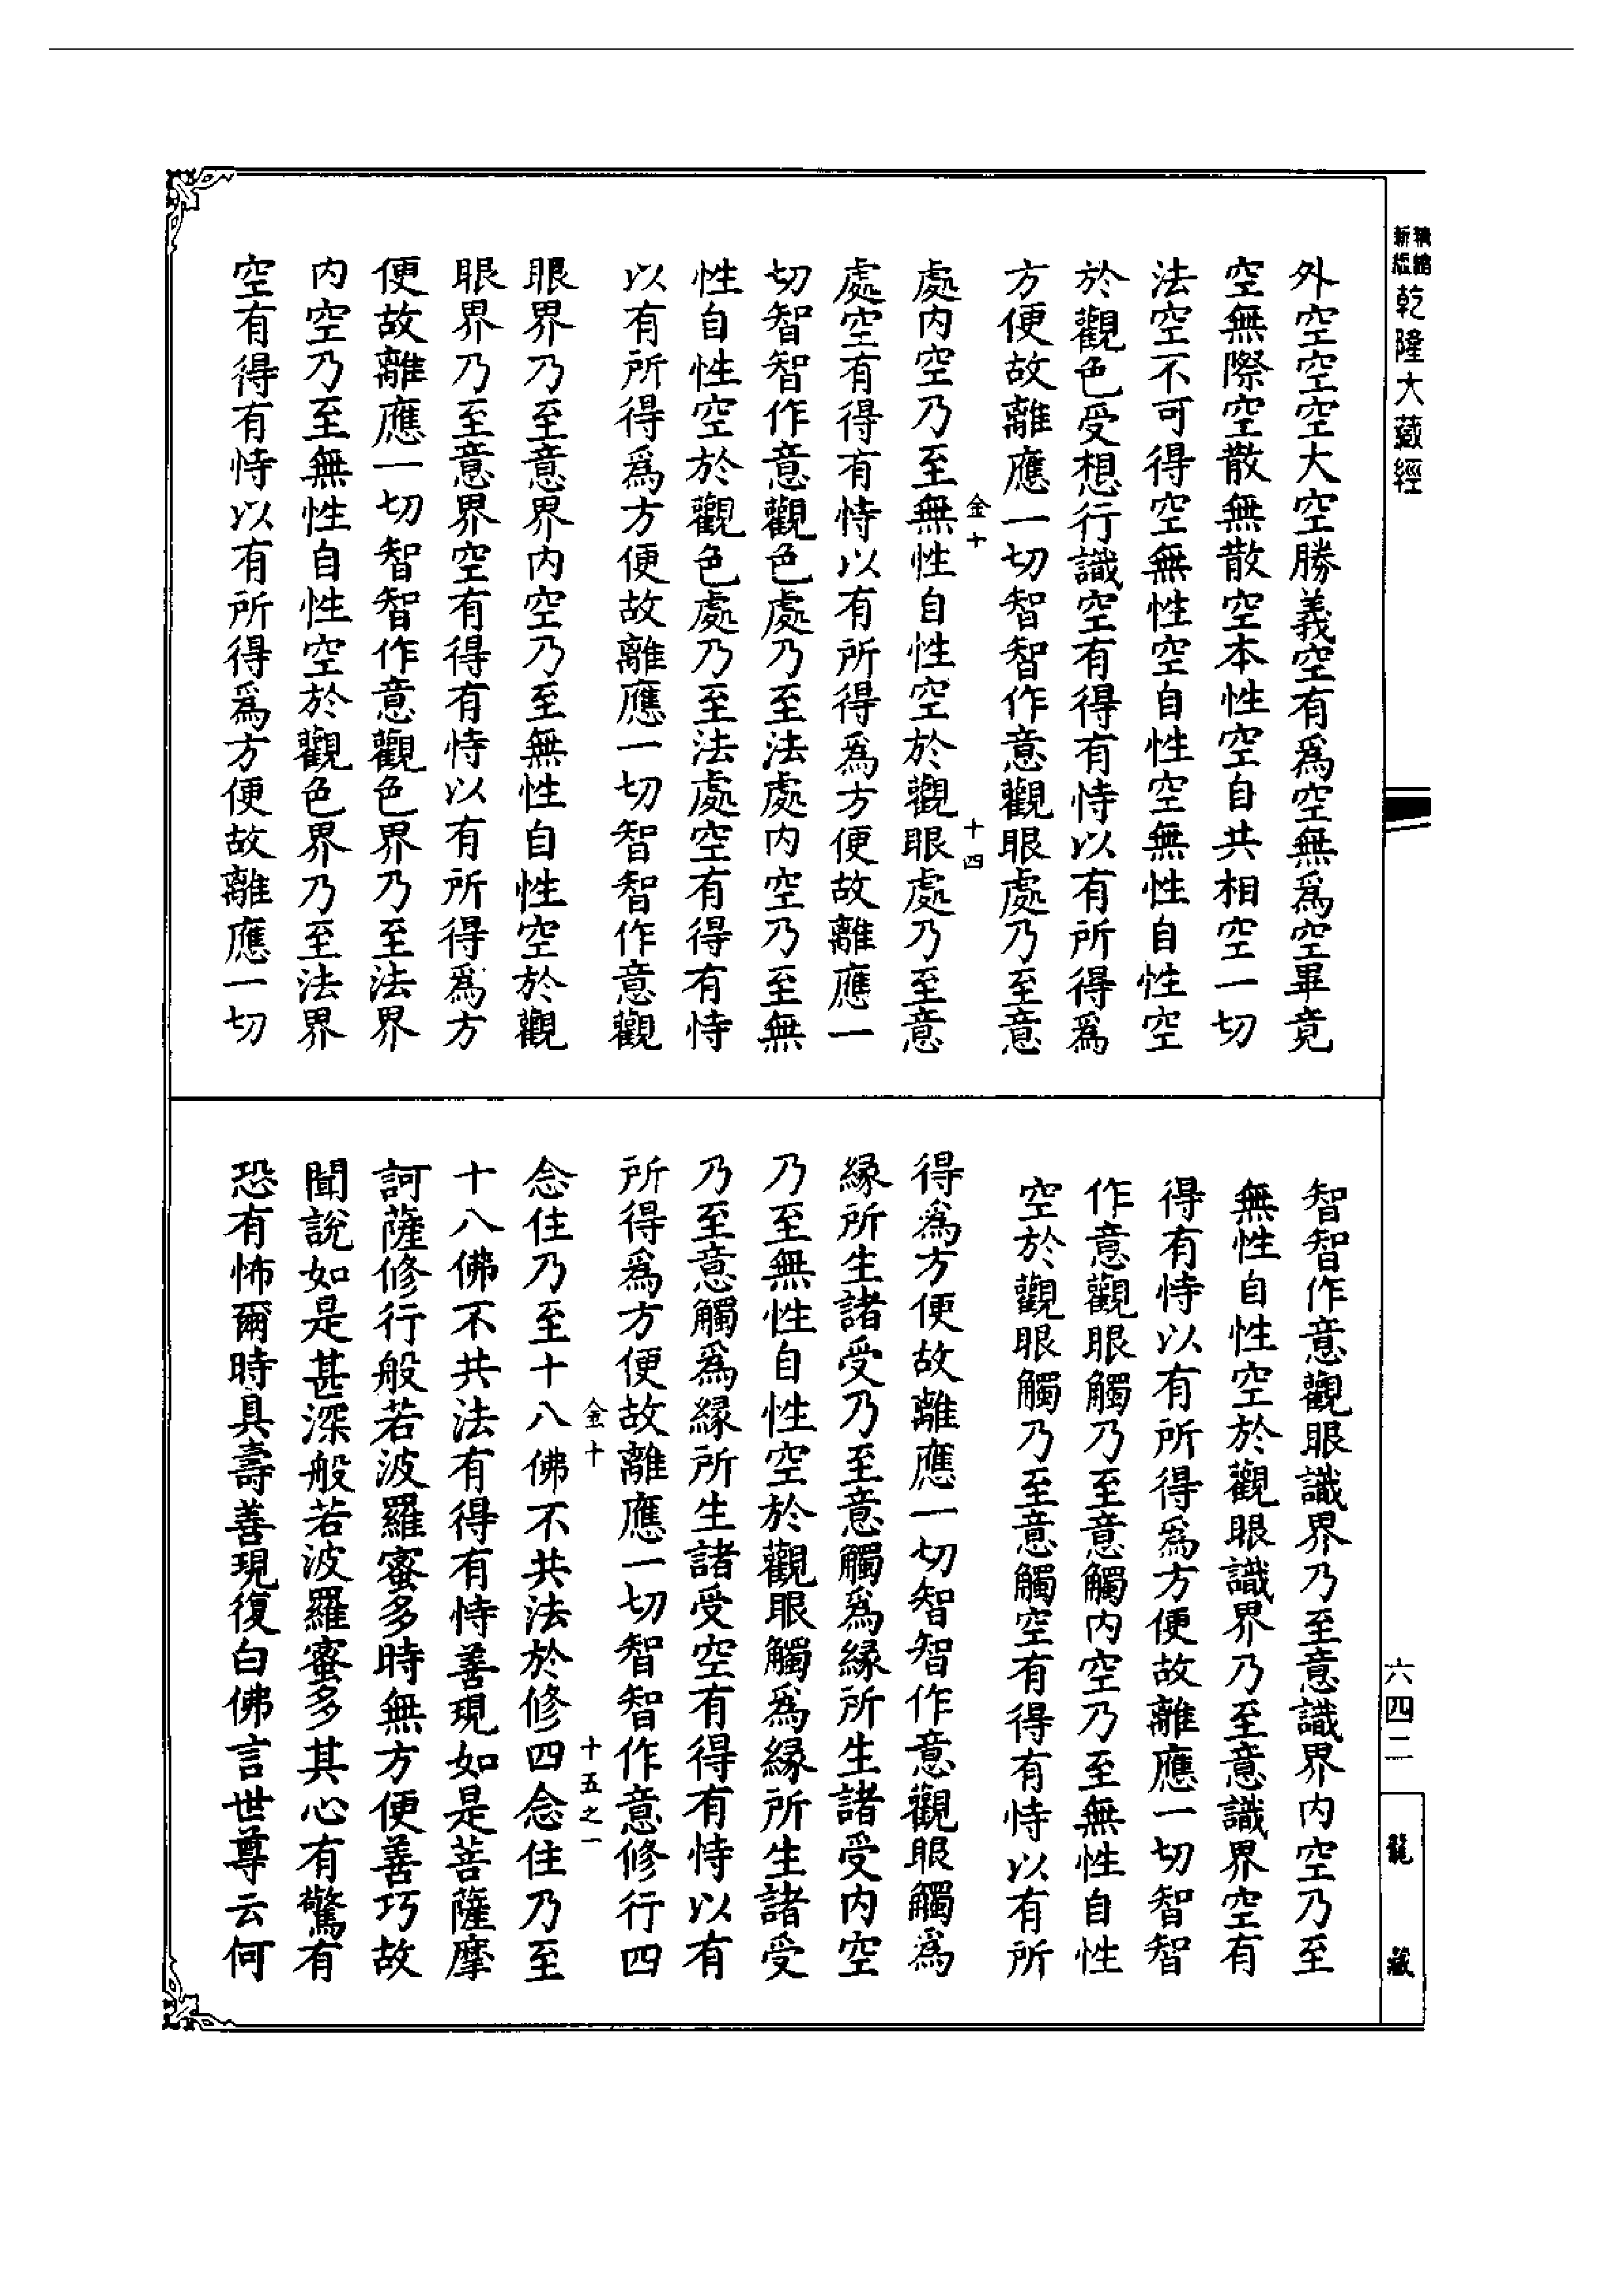 新版
精縮
乾隆大藏經
外空空空大空勝義空有爲空無爲空畢竟
空無際空散無散空本性空自共相空一切
法空不可得空無性空自性空無性自性空
於觀色受想行識空有得有恃以有所得爲
方便故離應一切智智作意觀眼處乃至意
金十
十四
處内空乃至無性自性空於觀眼處乃至意
處空有得有恃以有所得爲方便故離應一
切智智作意觀色處乃至法處内空乃至無
性自性空於觀色處乃至法處空有得有恃
以有所得爲方便故離應一切智智作意觀
眼界乃至意界内空乃至無性自性空於觀
眼界乃至意界空有得有恃以有所得爲方
便故離應一切智智作意觀色界乃至法界
内空乃至無性自性空於觀色界乃至法界
空有得有恃以有所得爲方便故離應一切
智智作意觀眼識界乃至意識界内空乃至
無性自性空於觀眼識界乃至意識界空有
得有恃以有所得爲方便故離應一切智智
作意觀眼觸乃至意觸内空乃至無性自性
空於觀眼觸乃至意觸空有得有恃以有所
得爲方便故離應一切智智作意觀眼觸爲
緣所生諸受乃至意觸爲緣所生諸受内空
乃至無性自性空於觀眼觸爲緣所生諸受
乃至意觸爲緣所生諸受空有得有恃以有
所得爲方便故離應一切智智作意修行四
金十
十五之一
念住乃至十八佛不共法於修四念住乃至
十八佛不共法有得有恃善現如是菩薩摩
訶薩修行般若波羅蜜多時無方便善巧故
聞說如是甚深般若波羅蜜多其心有驚有
恐有怖爾時具壽善現復白佛言世尊云何
六四二
龍藏